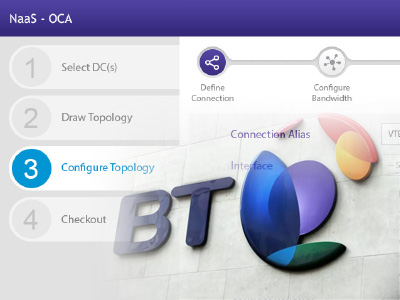 NaaS - OCA
1 Select DC(s)
2 Draw Topology
3 Configure Topology
4 Checkout
Define
Connection
Configure
Bandwidth
Connection Alias
VTE
Interface
BT